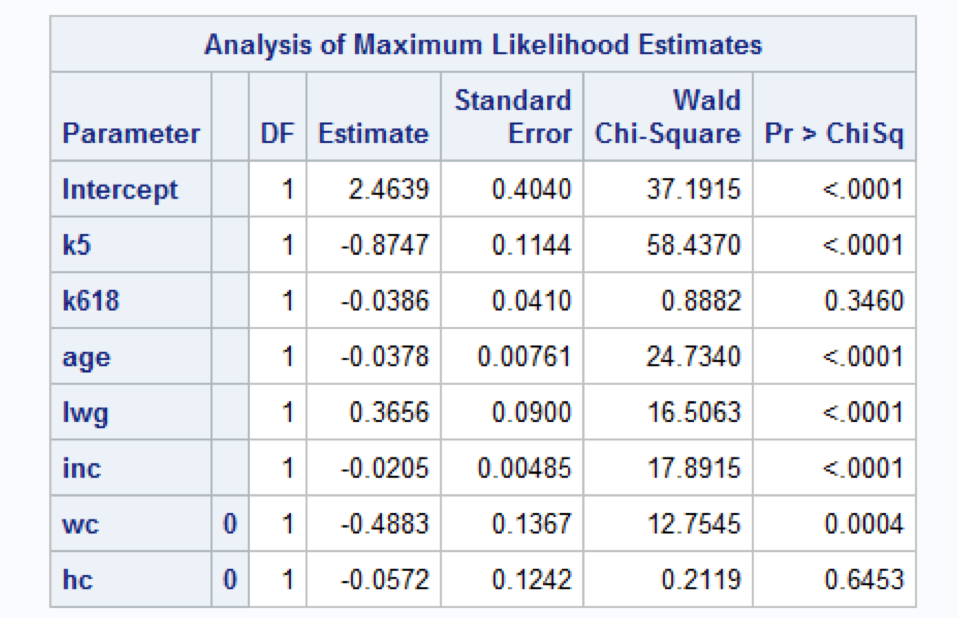 Analysis of Maximum Likelihood Estimates
Parameter DF Estimate Standard Error Wald Chi-Square Pr > ChiSq
Intercept 1 2.4639 0.4040 37.1915 <.0001
k5 1 -0.8747 0.1144 58.4370 <.0001
k618 1 -0.0386 0.0410 0.8882 0.3460
age 1 -0.0378 0.00761 24.7340 <.0001
lwg 1 0.3656 0.0900 16.5063 <.0001
inc 1 -0.0205 0.00485 17.8915 <.0001
wc 0 1 -0.4883 0.1367 12.7545 0.0004
hc 0 1 -0.0572 0.1242 0.2119 0.6453